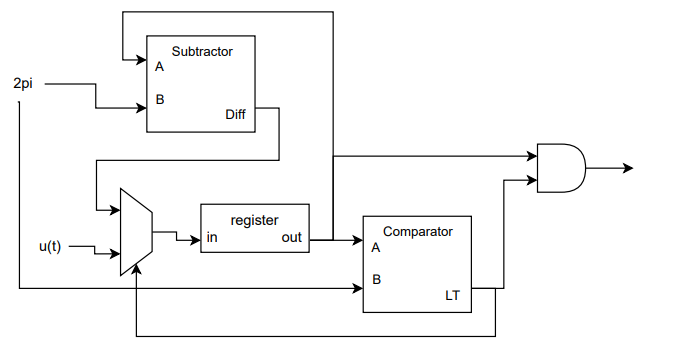 Subtractor
A
2pi
B
Diff
register
u(t)
in
out
Comparator
A
B
LT